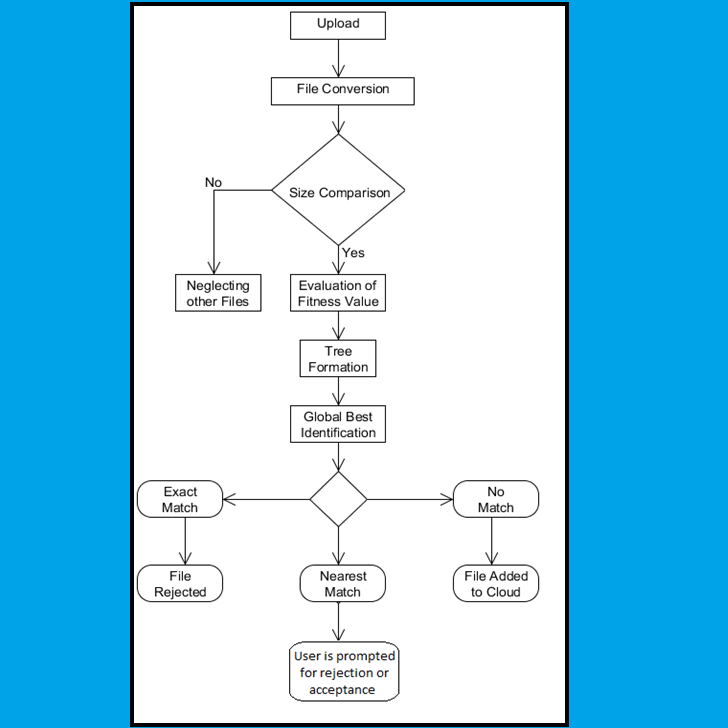 Upload
File Conversion
Size Comparison
No
Yes
Neglecting
other Files
Evaluation of
Fitness Value
Tree
Formation
Global Best
Identification
Exact
Match
No
Match
File
Rejected
Nearest
Match
File Added
to Cloud
User is prompted
for rejection or
acceptance